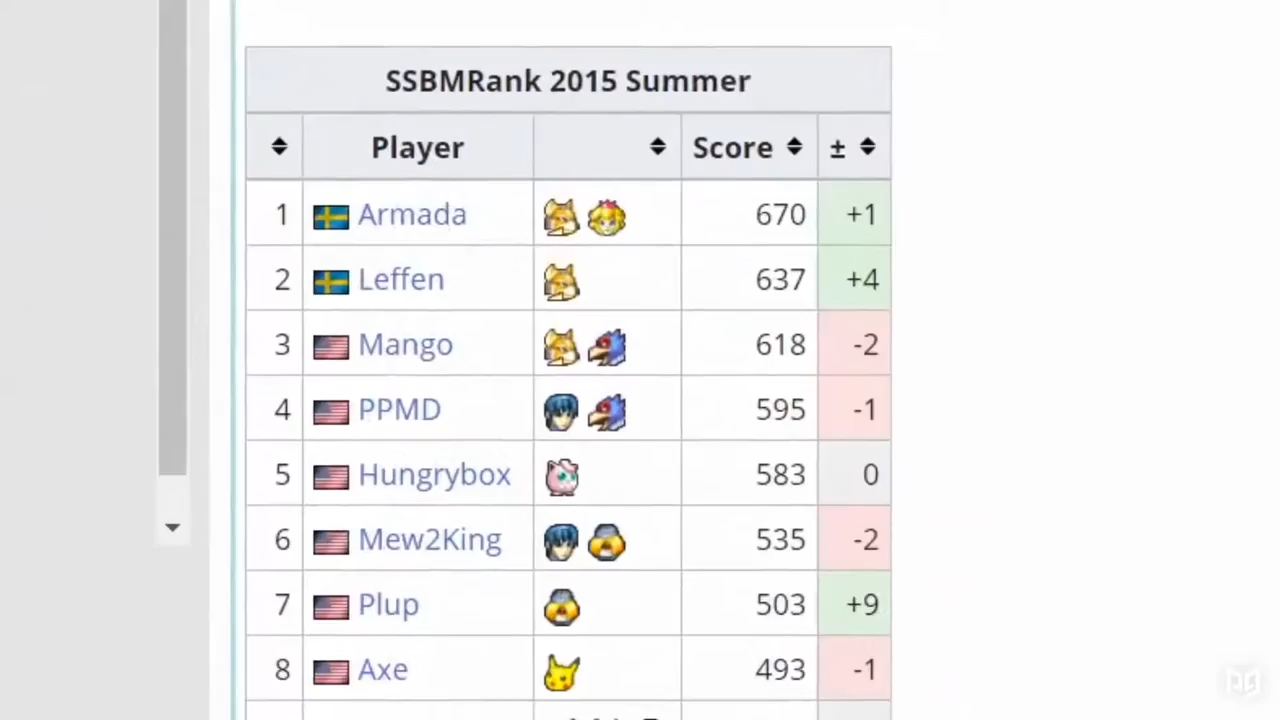 SSBMRank 2015 Summer
Player Score ±
1 Armada 670 +1
2 Leffen 637 +4
3 Mango 618 -2
4 PPMD 595 -1
5 Hungrybox 583 0
6 Mew2King 535 -2
7 Plup 503 +9
8 Axe 493 -1